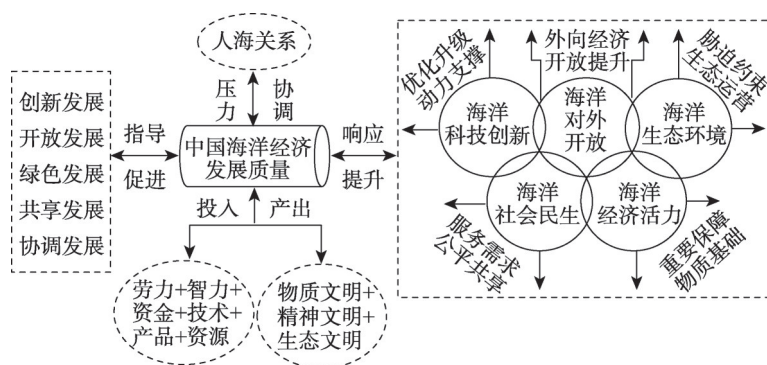 人海关系
压力
协调
创新发展
开放发展
绿色发展
共享发展
协调发展
指导
促进
中国海洋经济
发展质量
响应
提升
投入
产出
劳力+智力+
资金+技术+
产品+资源
物质文明+
精神文明+
生态文明
优化升级
动力支撑
外向经济
开放提升
胁迫约束
生态运营
海洋
科技创新
海洋
对外
开放
海洋
生态环境
海洋
社会民生
海洋
经济活力
服务需求
公平共享
重要保障
物质基础